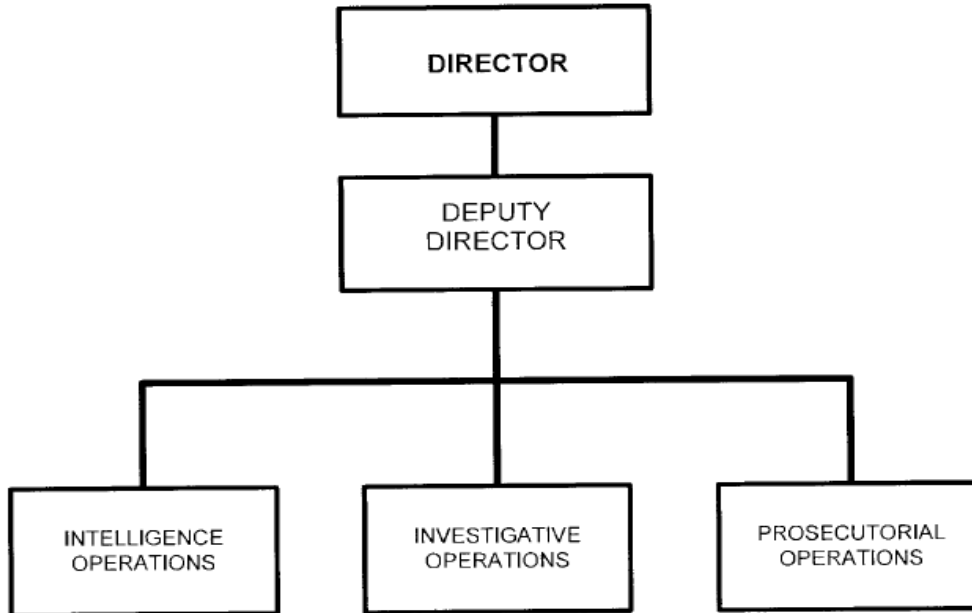 DIRECTOR
DEPUTY
DIRECTOR
INTELLIGENCE
OPERATIONS
INVESTIGATIVE
OPERATIONS
PROSECUTORIAL
OPERATIONS